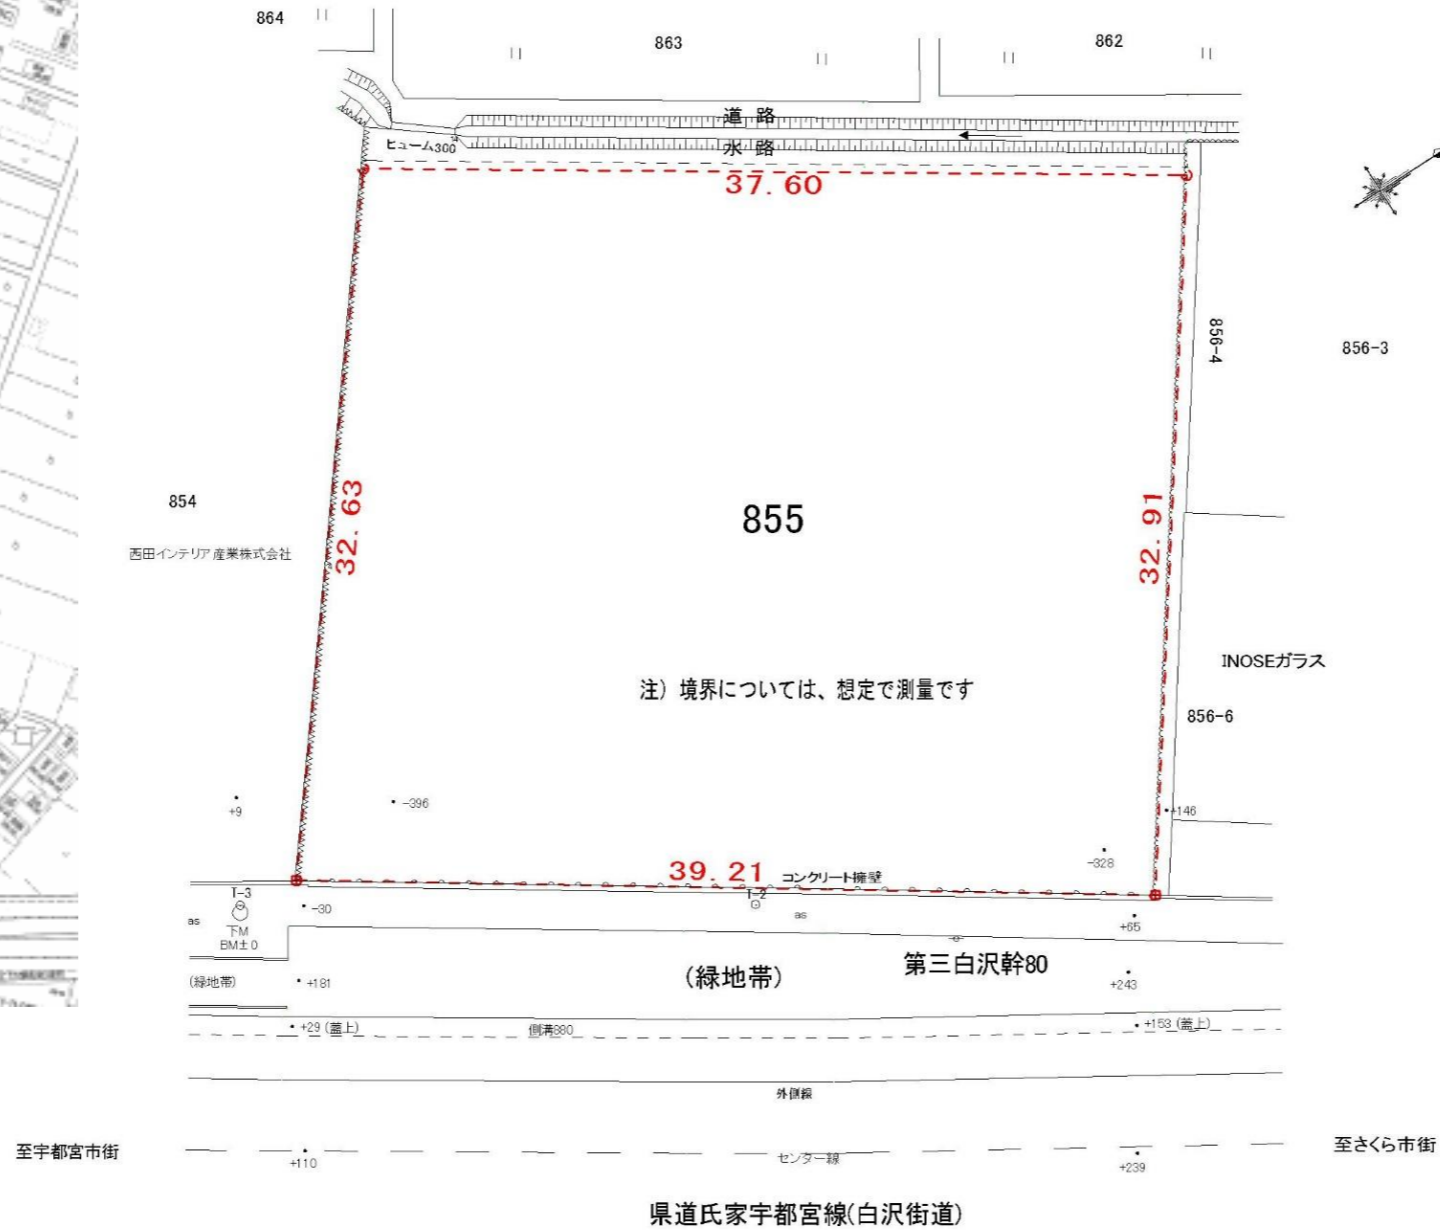 864
863
862
道 路
水 路
ヒューム300
37. 60
856-4
856-3
854
西田インテリア産業株式会社
32. 63
855
32. 91
INOSEガラス
注) 境界については、想定で測量です
856-6
+9
-396
+146
-328
39. 21
コンクリート擁壁
T-3
T-2
as
-30
as
+65
下M
BM±0
(緑地帯)
+181
(緑地帯)
第三白沢幹80
+243
+29 (蓋上)
側溝880
+153 (蓋上)
外側線
至宇都宮市街
至さくら市街
+110
センター線
+239
県道氏家宇都宮線(白沢街道)